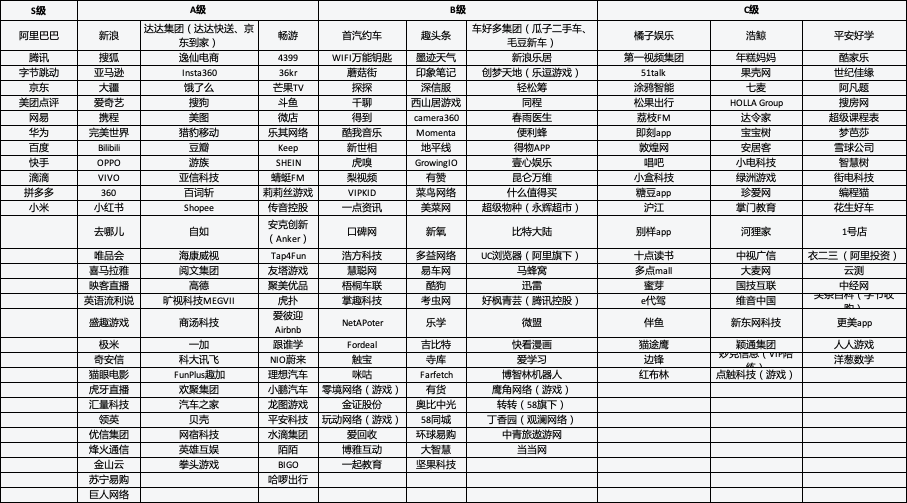 S级 A级 B级 C级
阿里巴巴 新浪 达达集团（达达快送、京东到家） 畅游 首汽约车 趣头条 车好多集团（瓜子二手车、毛豆新车） 橘子娱乐 浩鲸 平安好学
腾讯 搜狐 逸仙电商 4399 WIFI万能钥匙 墨迹天气 新浪乐居 第一视频集团 年糕妈妈 酷家乐
字节跳动 亚马逊 Insta360 36kr 蘑菇街 印象笔记 创梦天地（乐逗游戏） 51talk 果壳网 世纪佳缘
京东 大疆 饿了么 芒果TV 探探 深信服 轻松筹 涂鸦智能 七麦 阿凡题
美团点评 爱奇艺 搜狗 斗鱼 千聊 西山居游戏 同程 松果出行 HOLLA Group 搜房网
网易 携程 美图 微店 得到 camera360 春雨医生 荔枝FM 达令家 超级课程表
华为 完美世界 猎豹移动 乐其网络 酷我音乐 Momenta 便利蜂 即刻app 宝宝树 梦芭莎
百度 Bilibili 豆瓣 Keep 新世相 地平线 得物APP 敦煌网 安居客 雪球公司
快手 OPPO 游族 SHEIN 虎嗅 GrowingIO 壹心娱乐 唱吧 小电科技 智慧树
滴滴 VIVO 亚信科技 蜻蜓FM 梨视频 有赞 昆仑万维 小盒科技 绿洲游戏 街电科技
拼多多 360 百词斩 莉莉丝游戏 VIPKID 菜鸟网络 什么值得买 糖豆app 珍爱网 编程猫
小米 小红书 Shopee 传音控股 一点资讯 美菜网 超级物种（永辉超市） 沪江 掌门教育 花生好车
去哪儿 自如 安克创新（Anker） 口碑网 新氧 比特大陆 别样app 河狸家 1号店
唯品会 海康威视 Tap4Fun 浩方科技 多益网络 UC浏览器（阿里旗下） 十点读书 中视广信 衣二三（阿里投资）
喜马拉雅 阅文集团 友塔游戏 慧聪网 易车网 马蜂窝 多点mall 大麦网 云测
映客直播 高德 聚美优品 梧桐车联 酷狗 迅雷 蜜芽 国技互联 中经网
英语流利说 旷视科技MEGVII 虎扑 掌趣科技 考虫网 好枫青芸（腾讯控股） e代驾 维音中国
盛趣游戏 商汤科技 爱彼迎Airbnb NetAPoter 乐学 微盟 伴鱼 新东网科技 更美app
极米 一加 跟谁学 Fordeal 吉比特 快看漫画 猫途鹰 颖通集团 人人游戏
奇安信 科大讯飞 NIO蔚来 触宝 寺库 爱学习 边锋 洋葱数学
猫眼电影 FunPlus趣加 理想汽车 咪咕 Farfetch 博智林机器人 红布林 点触科技（游戏）
虎牙直播 欢聚集团 小鹏汽车 零境网络（游戏） 有货 鹰角网络（游戏）
汇量科技 汽车之家 龙图游戏 金证股份 奥比中光 转转（58旗下）
领英 贝壳 平安科技 玩动网络（游戏） 58同城 丁香园（观澜网络）
优信集团 网宿科技 水滴集团 爱回收 环球易购 中青旅遨游网
烽火通信 英雄互娱 陌陌 博雅互动 大智慧 当当网
金山云 拳头游戏 BIGO 一起教育 坚果科技
苏宁易购 哈啰出行
巨人网络